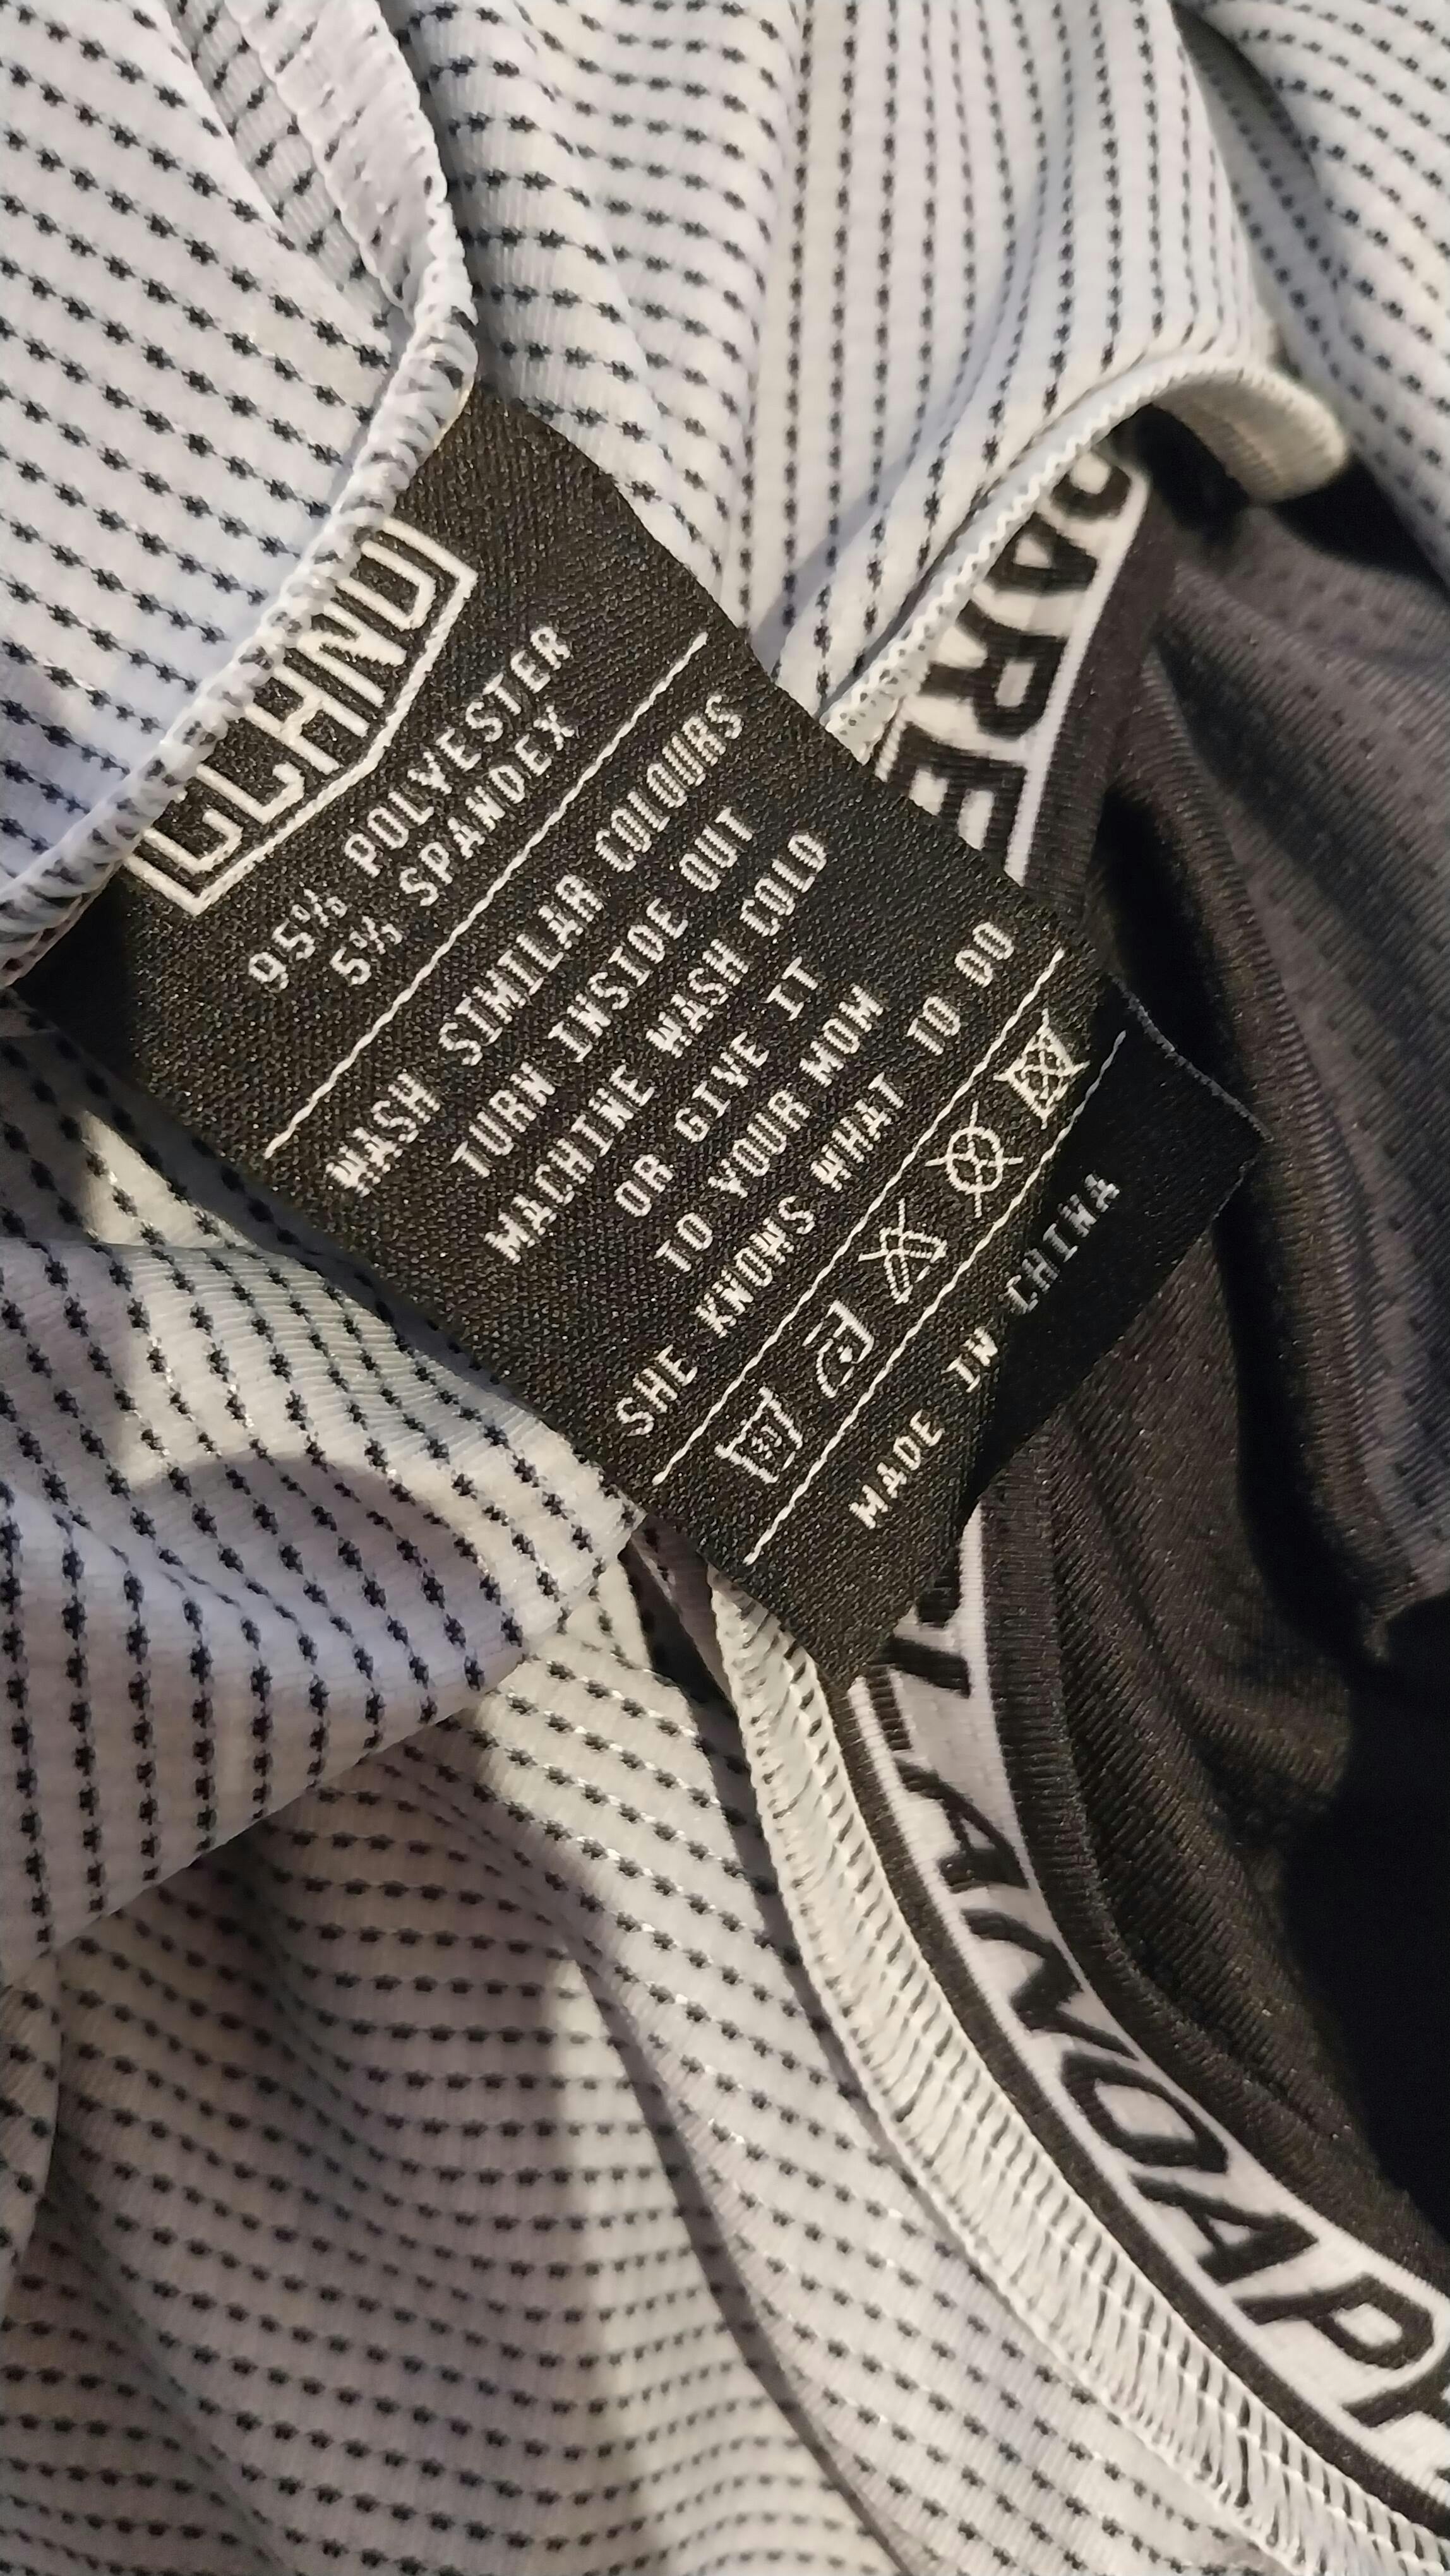 95% POLYESTER
5% SPANDEX
WASH SIMILAR COLOURS
TURN INSIDE OUT
MACHINE WASH COLD
OR GIVE IT
TO YOUR MOM
SHE KNOWS WHAT TO DO
MADE IN CHINA